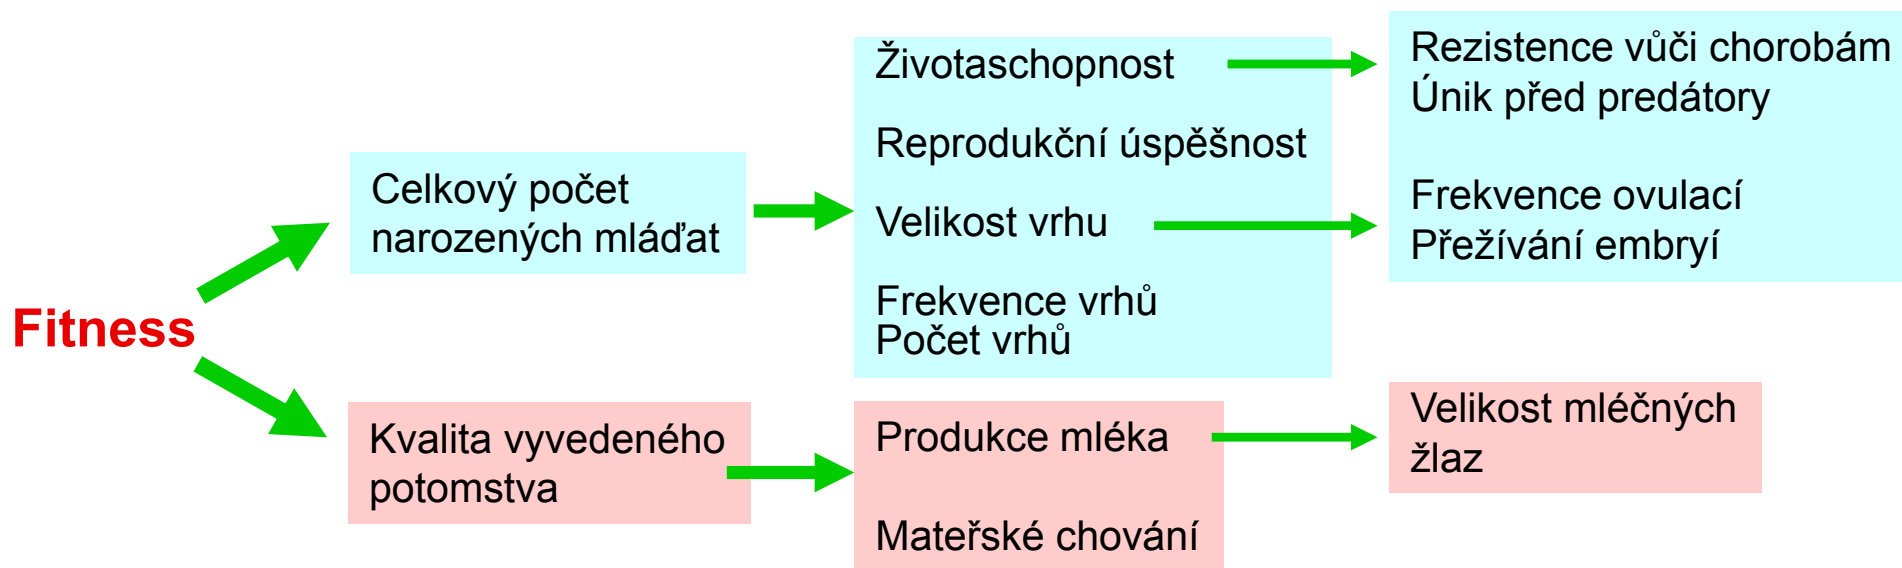 Fitness
Celkový počet
narozených mláďat
Životaschopnost
Reprodukční úspěšnost
Velikost vrhu
Frekvence vrhů
Počet vrhů
Rezistence vůči chorobám
Únik před predátory
Frekvence ovulací
Přežívání embryí
Kvalita vyvedeného
potomstva
Produkce mléka
Mateřské chování
Velikost mléčných
žlaz